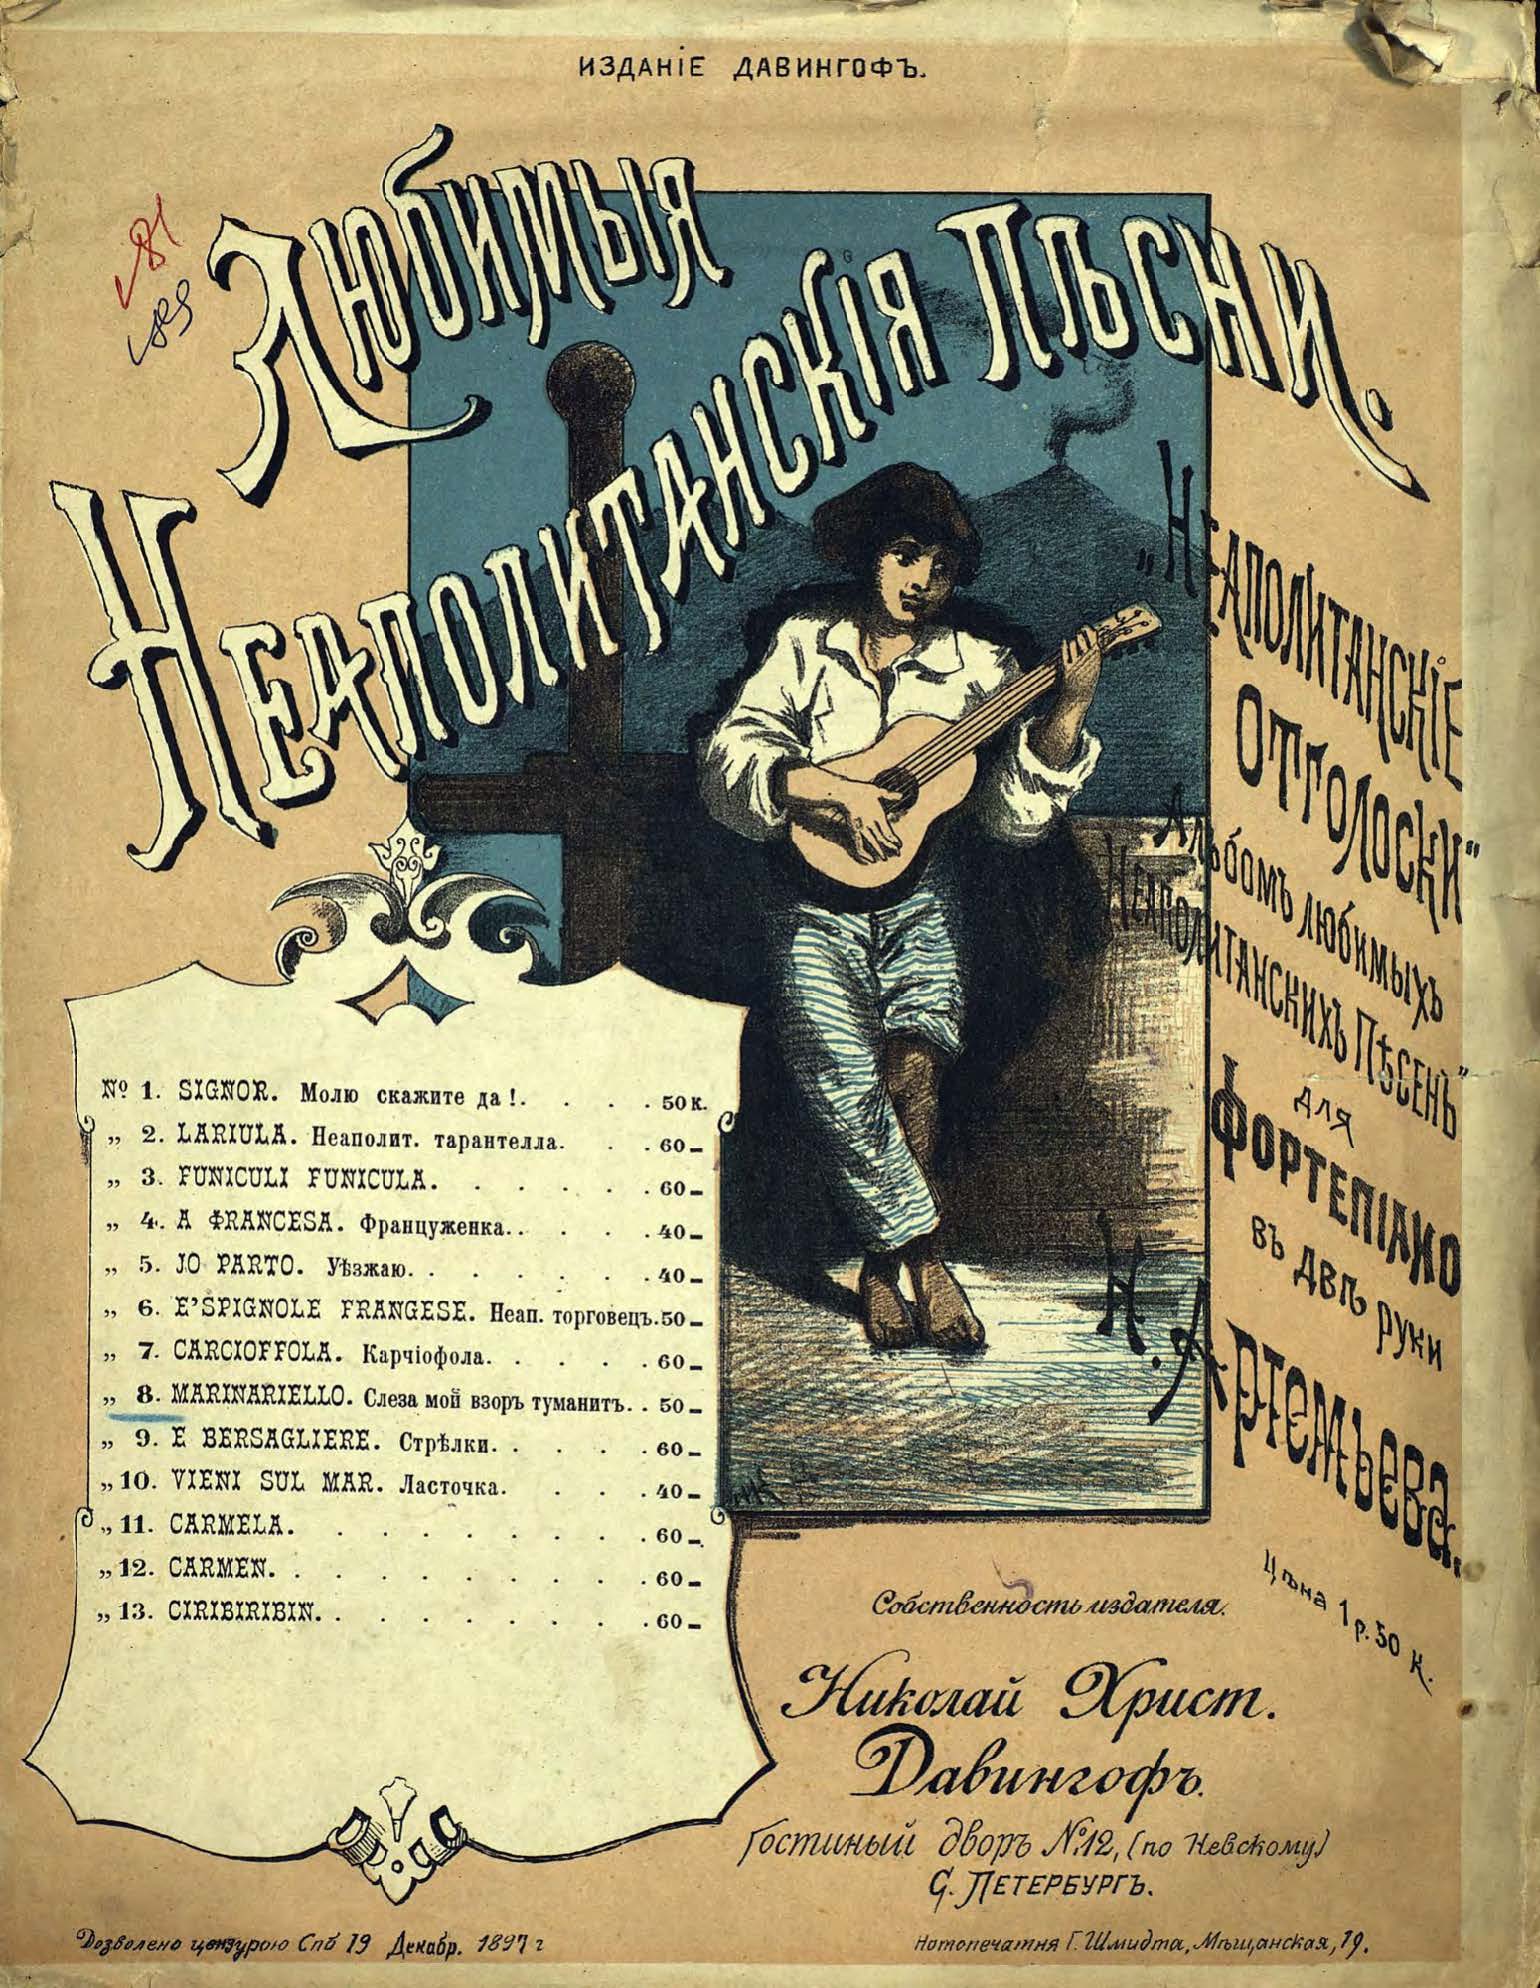 ИЗДАНІЕ ДАВИНГОФЪ.
Любимыя
Неаполитанскія Пѣсни.
„Неаполитанскіе
Отголоски“
Альбомъ любимыхъ
Неаполитанскихъ Пѣсенъ“
для
Фортепіано
въ двѣ руки
Н. Артемьева.
Цѣна 1 р. 50 к.
№ 1. SIGNOR. Молю скажите да!. . . . 50 к.
„ 2. LARIULA. Неаполит. тарантелла. . . 60 –
„ 3. FUNICULI FUNICULA. . . . . . 60 –
„ 4. A FRANCESA. Француженка. . . . . 40 –
„ 5. JO PARTO. Уѣзжаю. . . . . . . 40 –
„ 6. E'SPIGNOLE FRANGESE. Неап. торговецъ. 50 –
„ 7. CARCIOFFOLA. Карчіофола. . . . . 60 –
„ 8. MARINARIELLO. Слеза мой взоръ туманитъ. . 50 –
„ 9. E BERSAGLIERE. Стрѣлки. . . . . 60 –
„ 10. VIENI SUL MAR. Ласточка. . . . 40 –
„ 11. CARMELA. . . . . . . . . 60 –
„ 12. CARMEN. . . . . . . . . 60 –
„ 13. CIRIBIRIBIN. . . . . . . . 60 –
Собственность издателя.
Николай Христ.
Давингофъ.
Гостиный дворъ №12, (по Невскому)
С. ПЕТЕРБУРГЪ.
Дозволено цензурою Спб 19 Декабр. 1897 г
Нотопечатня Г. Шмидта, Мѣщанская, 19.